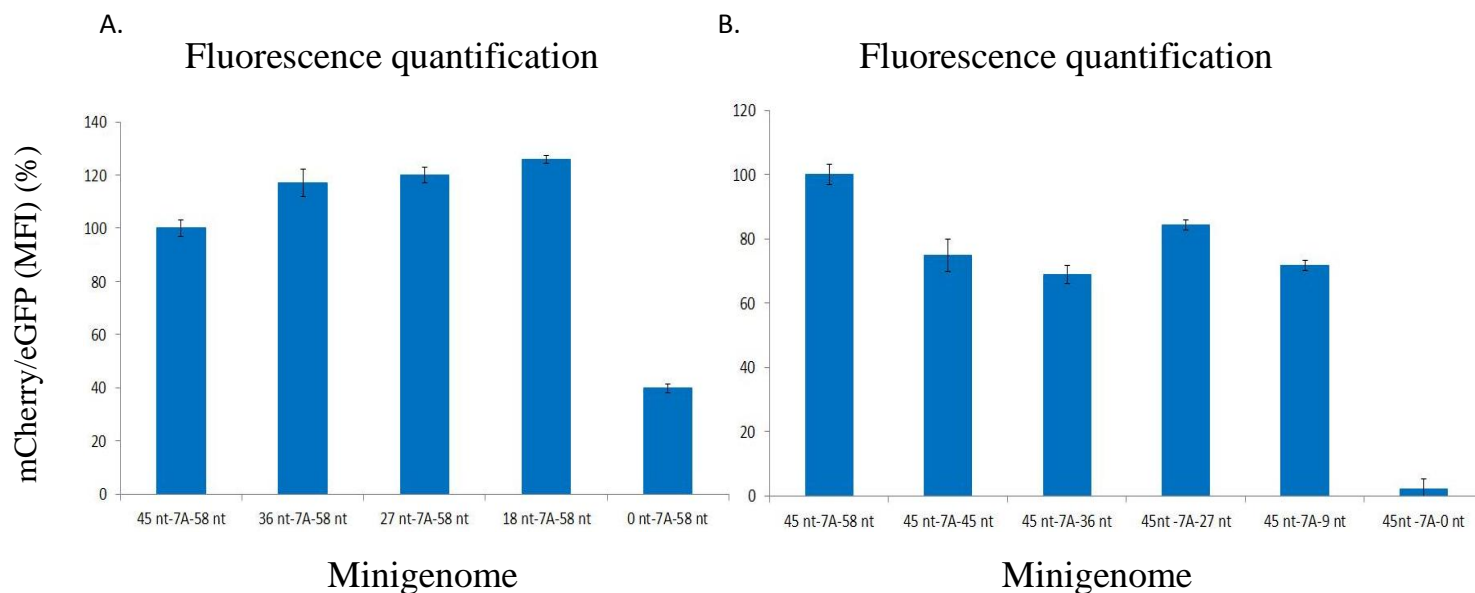 A.
Fluorescence quantification
mCherry/eGFP (MFI) (%)
140
120
100
80
60
40
20
0
45 nt-7A-58 nt 36 nt-7A-58 nt 27 nt-7A-58 nt 18 nt-7A-58 nt 0 nt-7A-58 nt
Minigenome
B.
Fluorescence quantification
120
100
80
60
40
20
0
45 nt-7A-58 nt 45 nt-7A-45 nt 45 nt-7A-36 nt 45nt -7A-27 nt 45 nt-7A-9 nt 45nt -7A-0 nt
Minigenome